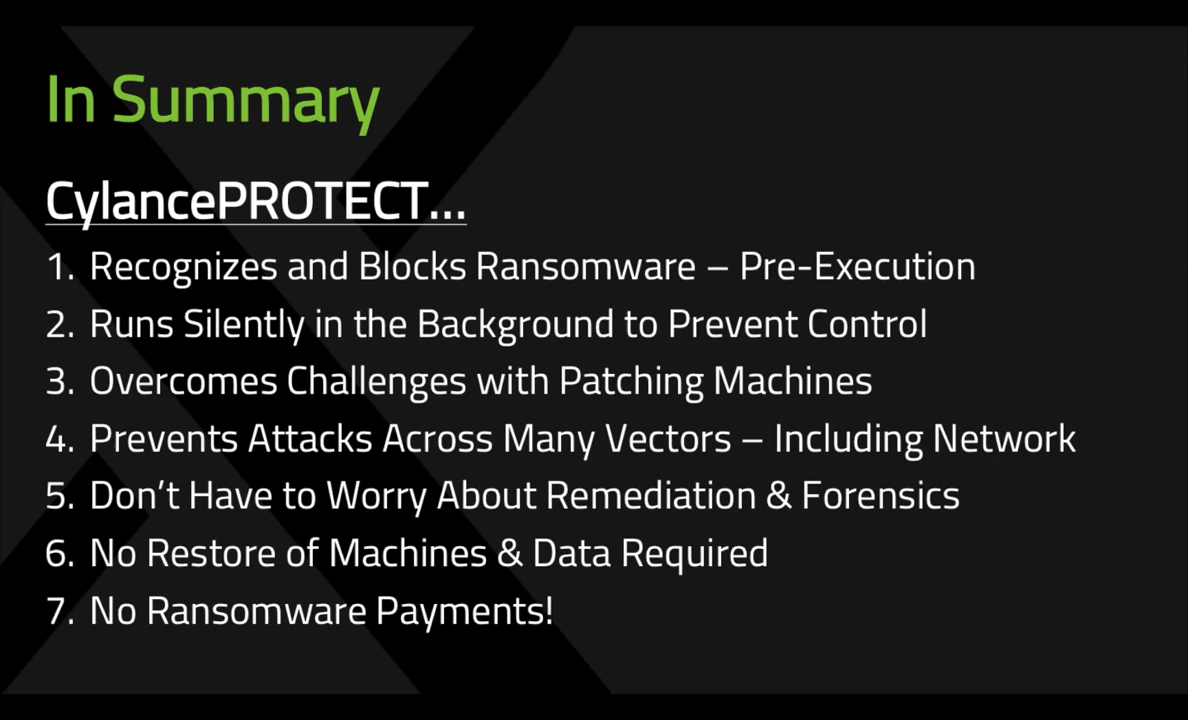 In Summary
CylancePROTECT...
1. Recognizes and Blocks Ransomware – Pre-Execution
2. Runs Silently in the Background to Prevent Control
3. Overcomes Challenges with Patching Machines
4. Prevents Attacks Across Many Vectors – Including Network
5. Don't Have to Worry About Remediation & Forensics
6. No Restore of Machines & Data Required
7. No Ransomware Payments!